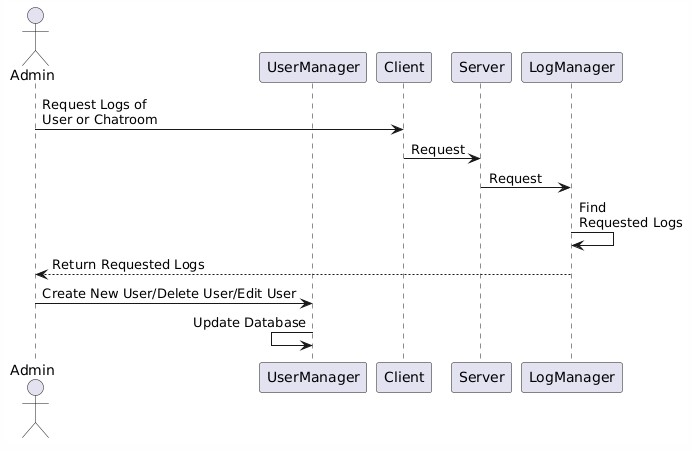 Admin
UserManager
Client
Server
LogManager
Request Logs of
User or Chatroom
Request
Request
Find
Requested Logs
Return Requested Logs
Create New User/Delete User/Edit User
Update Database
Admin
UserManager
Client
Server
LogManager